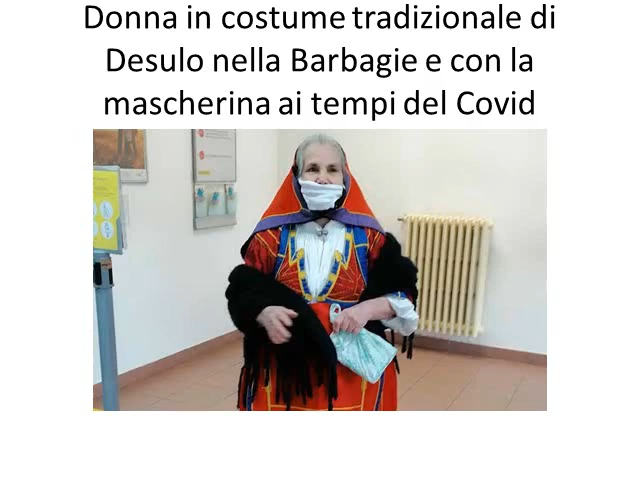 Donna in costume tradizionale di
Desulo nella Barbagie e con la
mascherina ai tempi del Covid